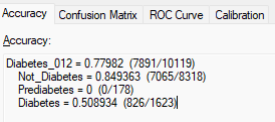 Accuracy Confusion Matrix ROC Curve Calibration
Accuracy:
Diabetes_012 = 0.77982 (7891/10119)
Not_Diabetes = 0.849363 (7065/8318)
Prediabetes = 0 (0/178)
Diabetes = 0.508934 (826/1623)